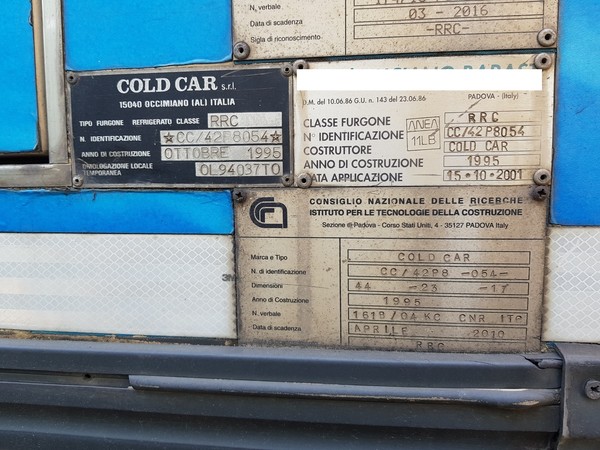 N. verbale
03 - 2016
Data di scadenza
-RRC-
Sigla di riconoscimento
COLD CAR s.r.l.
15040 OCCIMIANO (AL) ITALIA
TIPO FURGONE REFRIGERATO CLASSE RRC
N. IDENTIFICAZIONE ★CC/42P8054★
ANNO DI COSTRUZIONE OTTOBRE 1995
OMOLOGAZIONE LOCALE TEMPORANEA OL94037TO
D.M. del 10.06.86 G.U. n. 143 del 23.06.86
PADOVA - (Italy)
CLASSE FURGONE RRC
N° IDENTIFICAZIONE CC/42P8054
COSTRUTTORE COLD CAR
ANNO DI COSTRUZIONE 1995
DATA APPLICAZIONE 15-10-2001
11LB
CONSIGLIO NAZIONALE DELLE RICERCHE
ISTITUTO PER LE TECNOLOGIE DELLA COSTRUZIONE
Sezione di Padova - Corso Stati Uniti, 4 - 35127 PADOVA Italy
Marca e Tipo COLD CAR
N. di identificazione CC/42P8 -054-
Dimensioni 44 -23 -17
Anno di Costruzione 1995
N. verbale 1618/04 KC CNR ITC
Data di scadenza APRILE 2010
RRC
3M